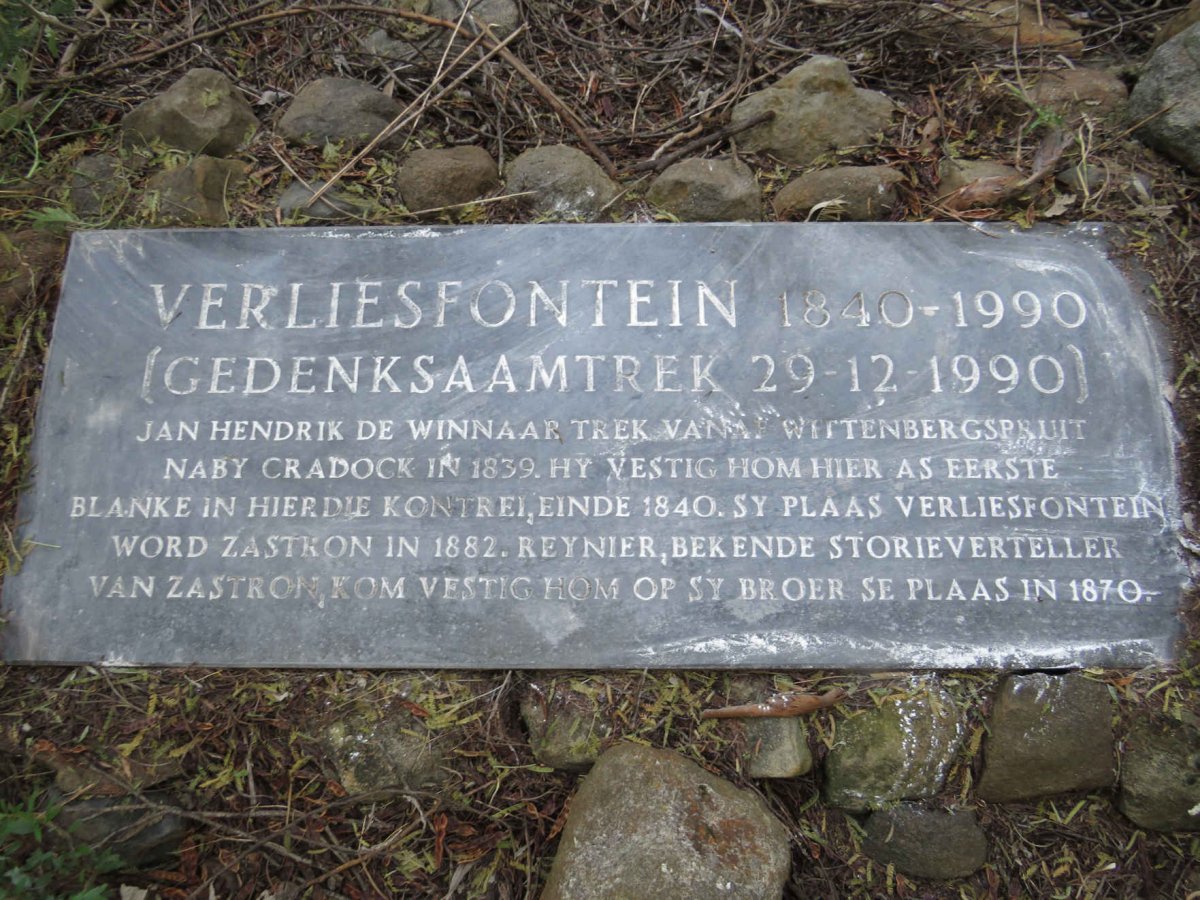 VERLIESFONTEIN 1840-1990
(GEDENKSAAMTREK 29-12-1990)
JAN HENDRIK DE WINNAAR TREK VANAF WITTENBERGSPRUIT
NABY CRADOCK IN 1839. HY VESTIG HOM HIER AS EERSTE
BLANKE IN HIERDIE KONTREI, EINDE 1840. SY PLAAS VERLIESFONTEIN
WORD ZASTRON IN 1882. REYNIER, BEKENDE STORIEVERTELLER
VAN ZASTRON, KOM VESTIG HOM OP SY BROER SE PLAAS IN 1870.